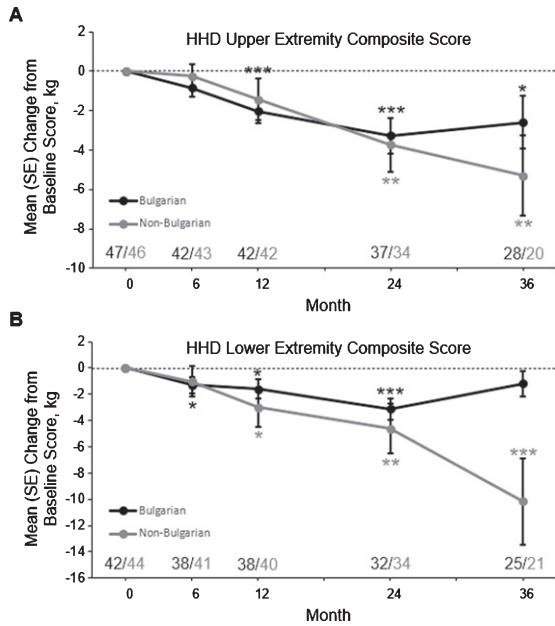 A
HHD Upper Extremity Composite Score
Mean (SE) Change from
Baseline Score, kg
2
0
-2
-4
-6
-8
-10
***
***
*
**
**
Bulgarian
Non-Bulgarian
47/46 42/43 42/42 37/34 28/20
0 6 12 24 36
Month
B
HHD Lower Extremity Composite Score
Mean (SE) Change from
Baseline Score, kg
2
0
-2
-4
-6
-8
-10
-12
-14
-16
*
*
*
***
**
***
Bulgarian
Non-Bulgarian
42/44 38/41 38/40 32/34 25/21
0 6 12 24 36
Month